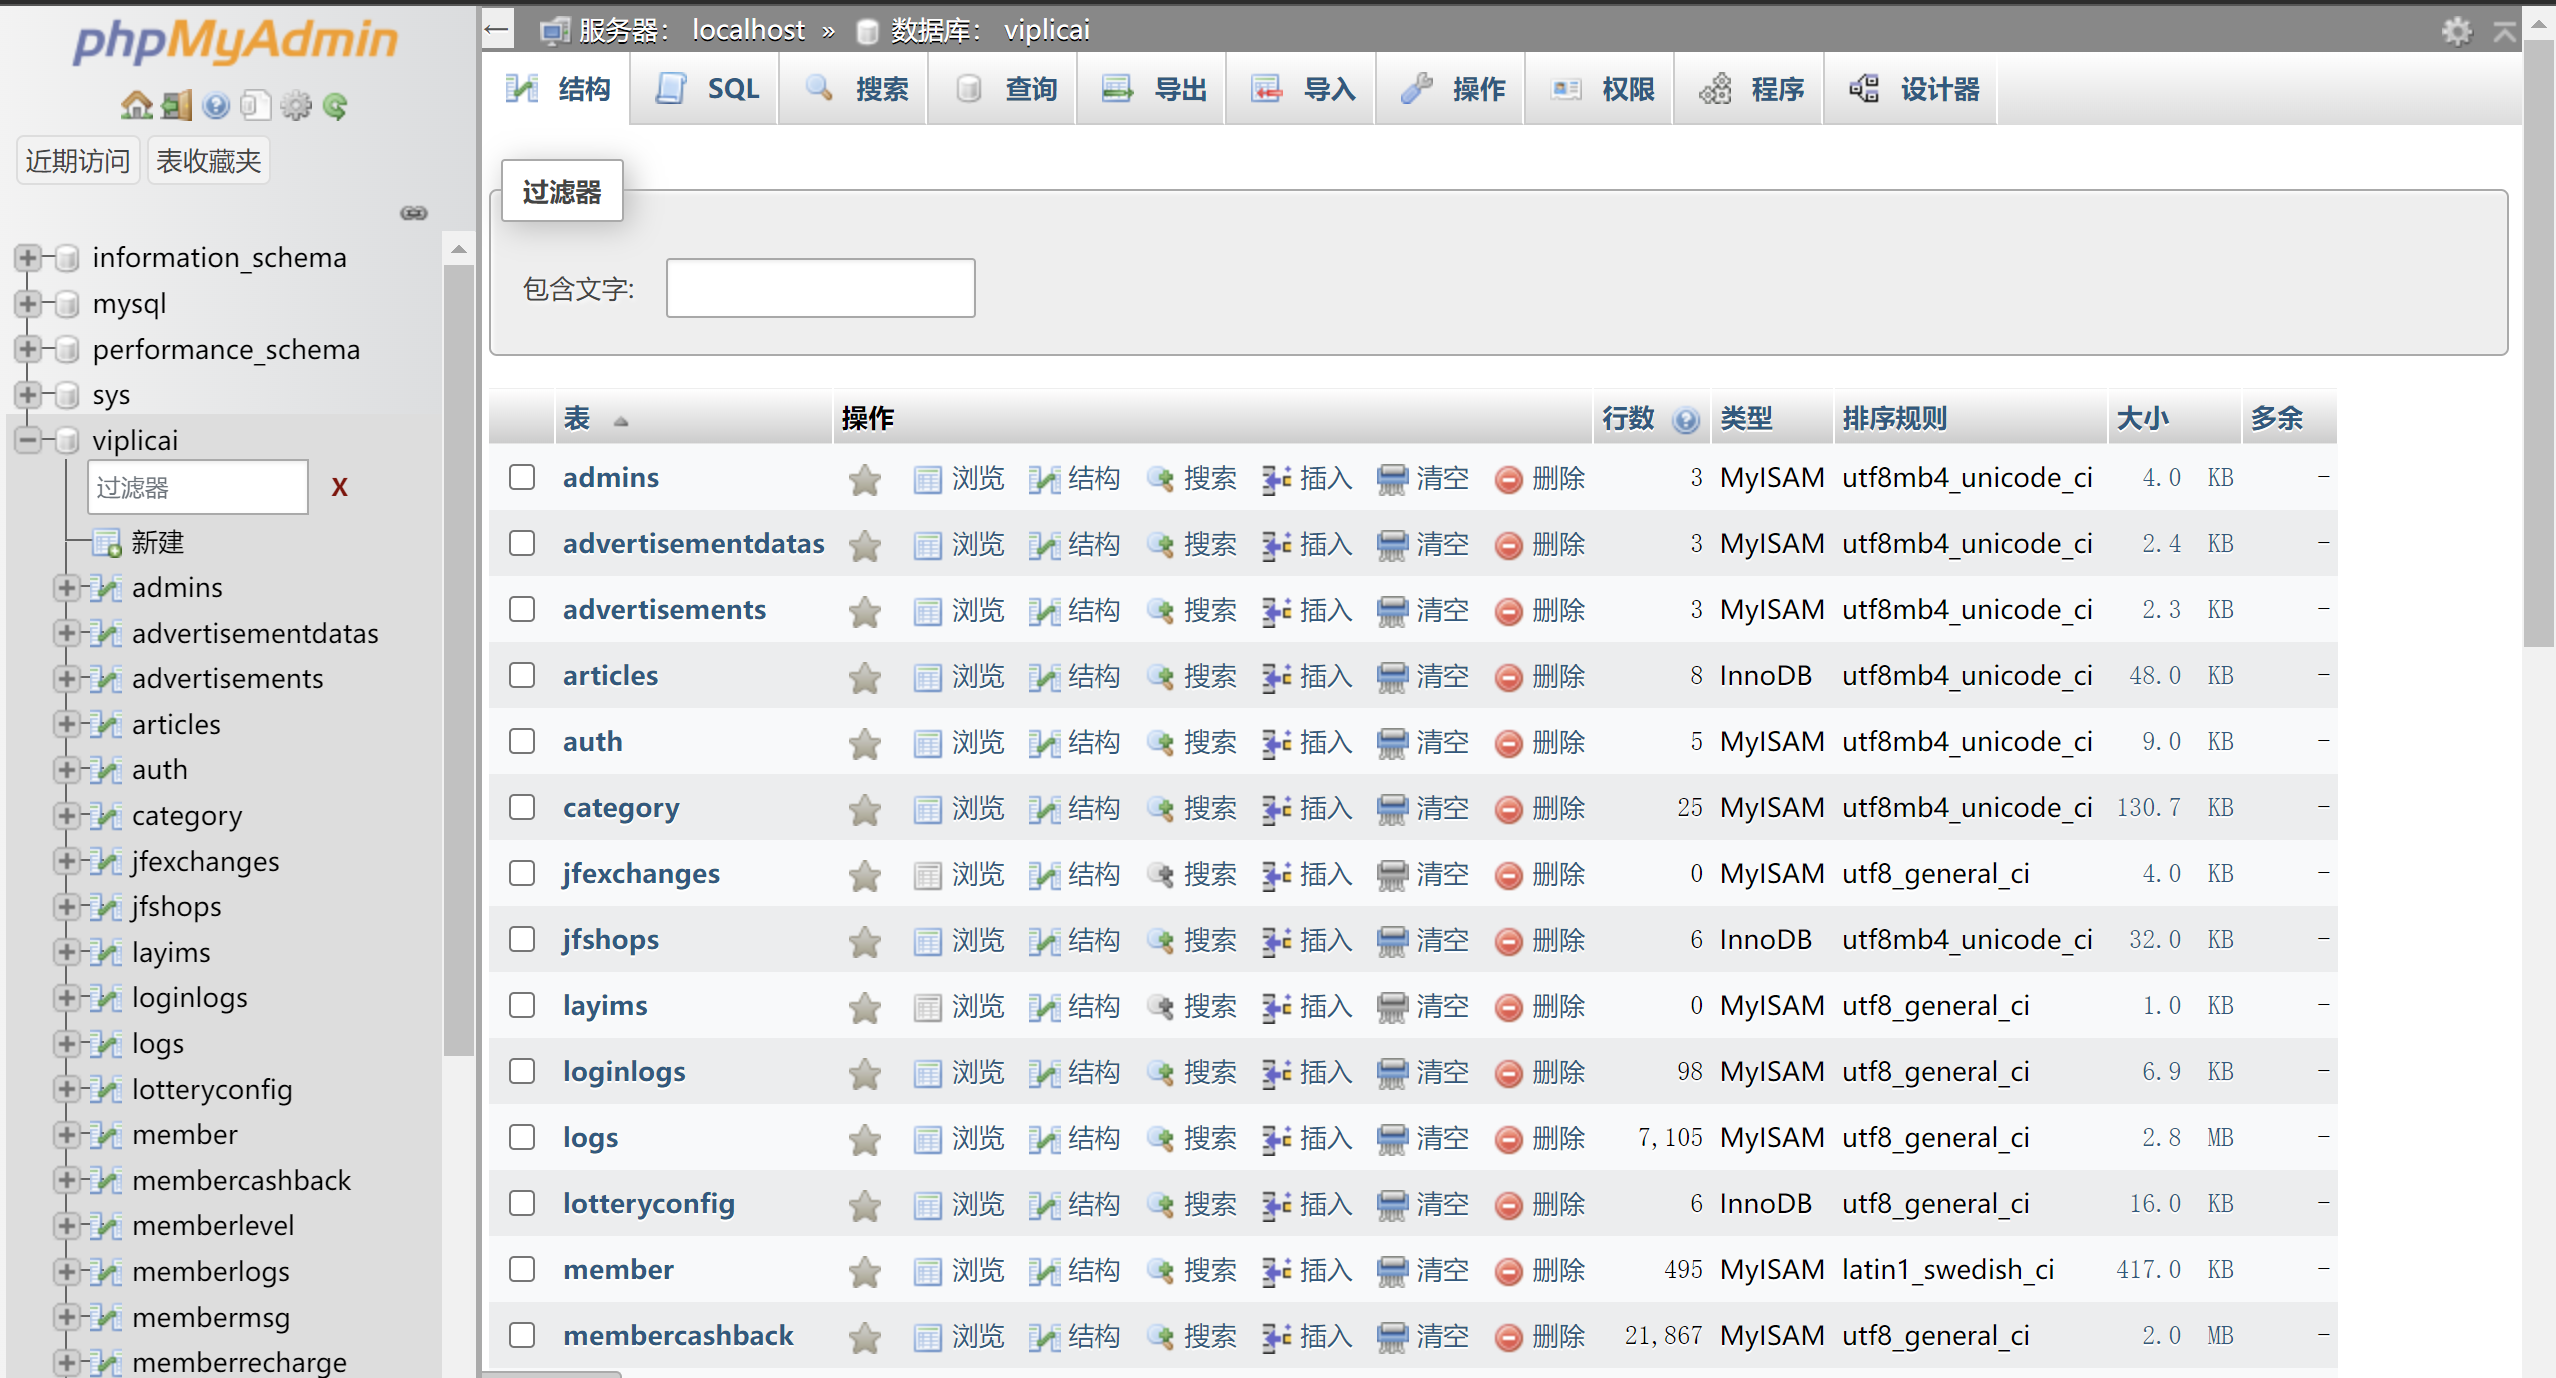 phpMyAdmin
近期访问 表收藏夹
information_schema
mysql
performance_schema
sys
viplicai
过滤器 X
新建
admins
advertisementdatas
advertisements
articles
auth
category
jfexchanges
jfshops
layims
loginlogs
logs
lotteryconfig
member
membercashback
memberlevel
memberlogs
membermsg
memberrecharge
服务器: localhost » 数据库: viplicai
结构 SQL 搜索 查询 导出 导入 操作 权限 程序 设计器
过滤器
包含文字:
表 操作 行数 类型 排序规则 大小 多余
admins 浏览 结构 搜索 插入 清空 删除 3 MyISAM utf8mb4_unicode_ci 4.0 KB -
advertisementdatas 浏览 结构 搜索 插入 清空 删除 3 MyISAM utf8mb4_unicode_ci 2.4 KB -
advertisements 浏览 结构 搜索 插入 清空 删除 3 MyISAM utf8mb4_unicode_ci 2.3 KB -
articles 浏览 结构 搜索 插入 清空 删除 8 InnoDB utf8mb4_unicode_ci 48.0 KB -
auth 浏览 结构 搜索 插入 清空 删除 5 MyISAM utf8mb4_unicode_ci 9.0 KB -
category 浏览 结构 搜索 插入 清空 删除 25 MyISAM utf8mb4_unicode_ci 130.7 KB -
jfexchanges 浏览 结构 搜索 插入 清空 删除 0 MyISAM utf8_general_ci 4.0 KB -
jfshops 浏览 结构 搜索 插入 清空 删除 6 InnoDB utf8mb4_unicode_ci 32.0 KB -
layims 浏览 结构 搜索 插入 清空 删除 0 MyISAM utf8_general_ci 1.0 KB -
loginlogs 浏览 结构 搜索 插入 清空 删除 98 MyISAM utf8_general_ci 6.9 KB -
logs 浏览 结构 搜索 插入 清空 删除 7,105 MyISAM utf8_general_ci 2.8 MB -
lotteryconfig 浏览 结构 搜索 插入 清空 删除 6 InnoDB utf8_general_ci 16.0 KB -
member 浏览 结构 搜索 插入 清空 删除 495 MyISAM latin1_swedish_ci 417.0 KB -
membercashback 浏览 结构 搜索 插入 清空 删除 21,867 MyISAM utf8_general_ci 2.0 MB -